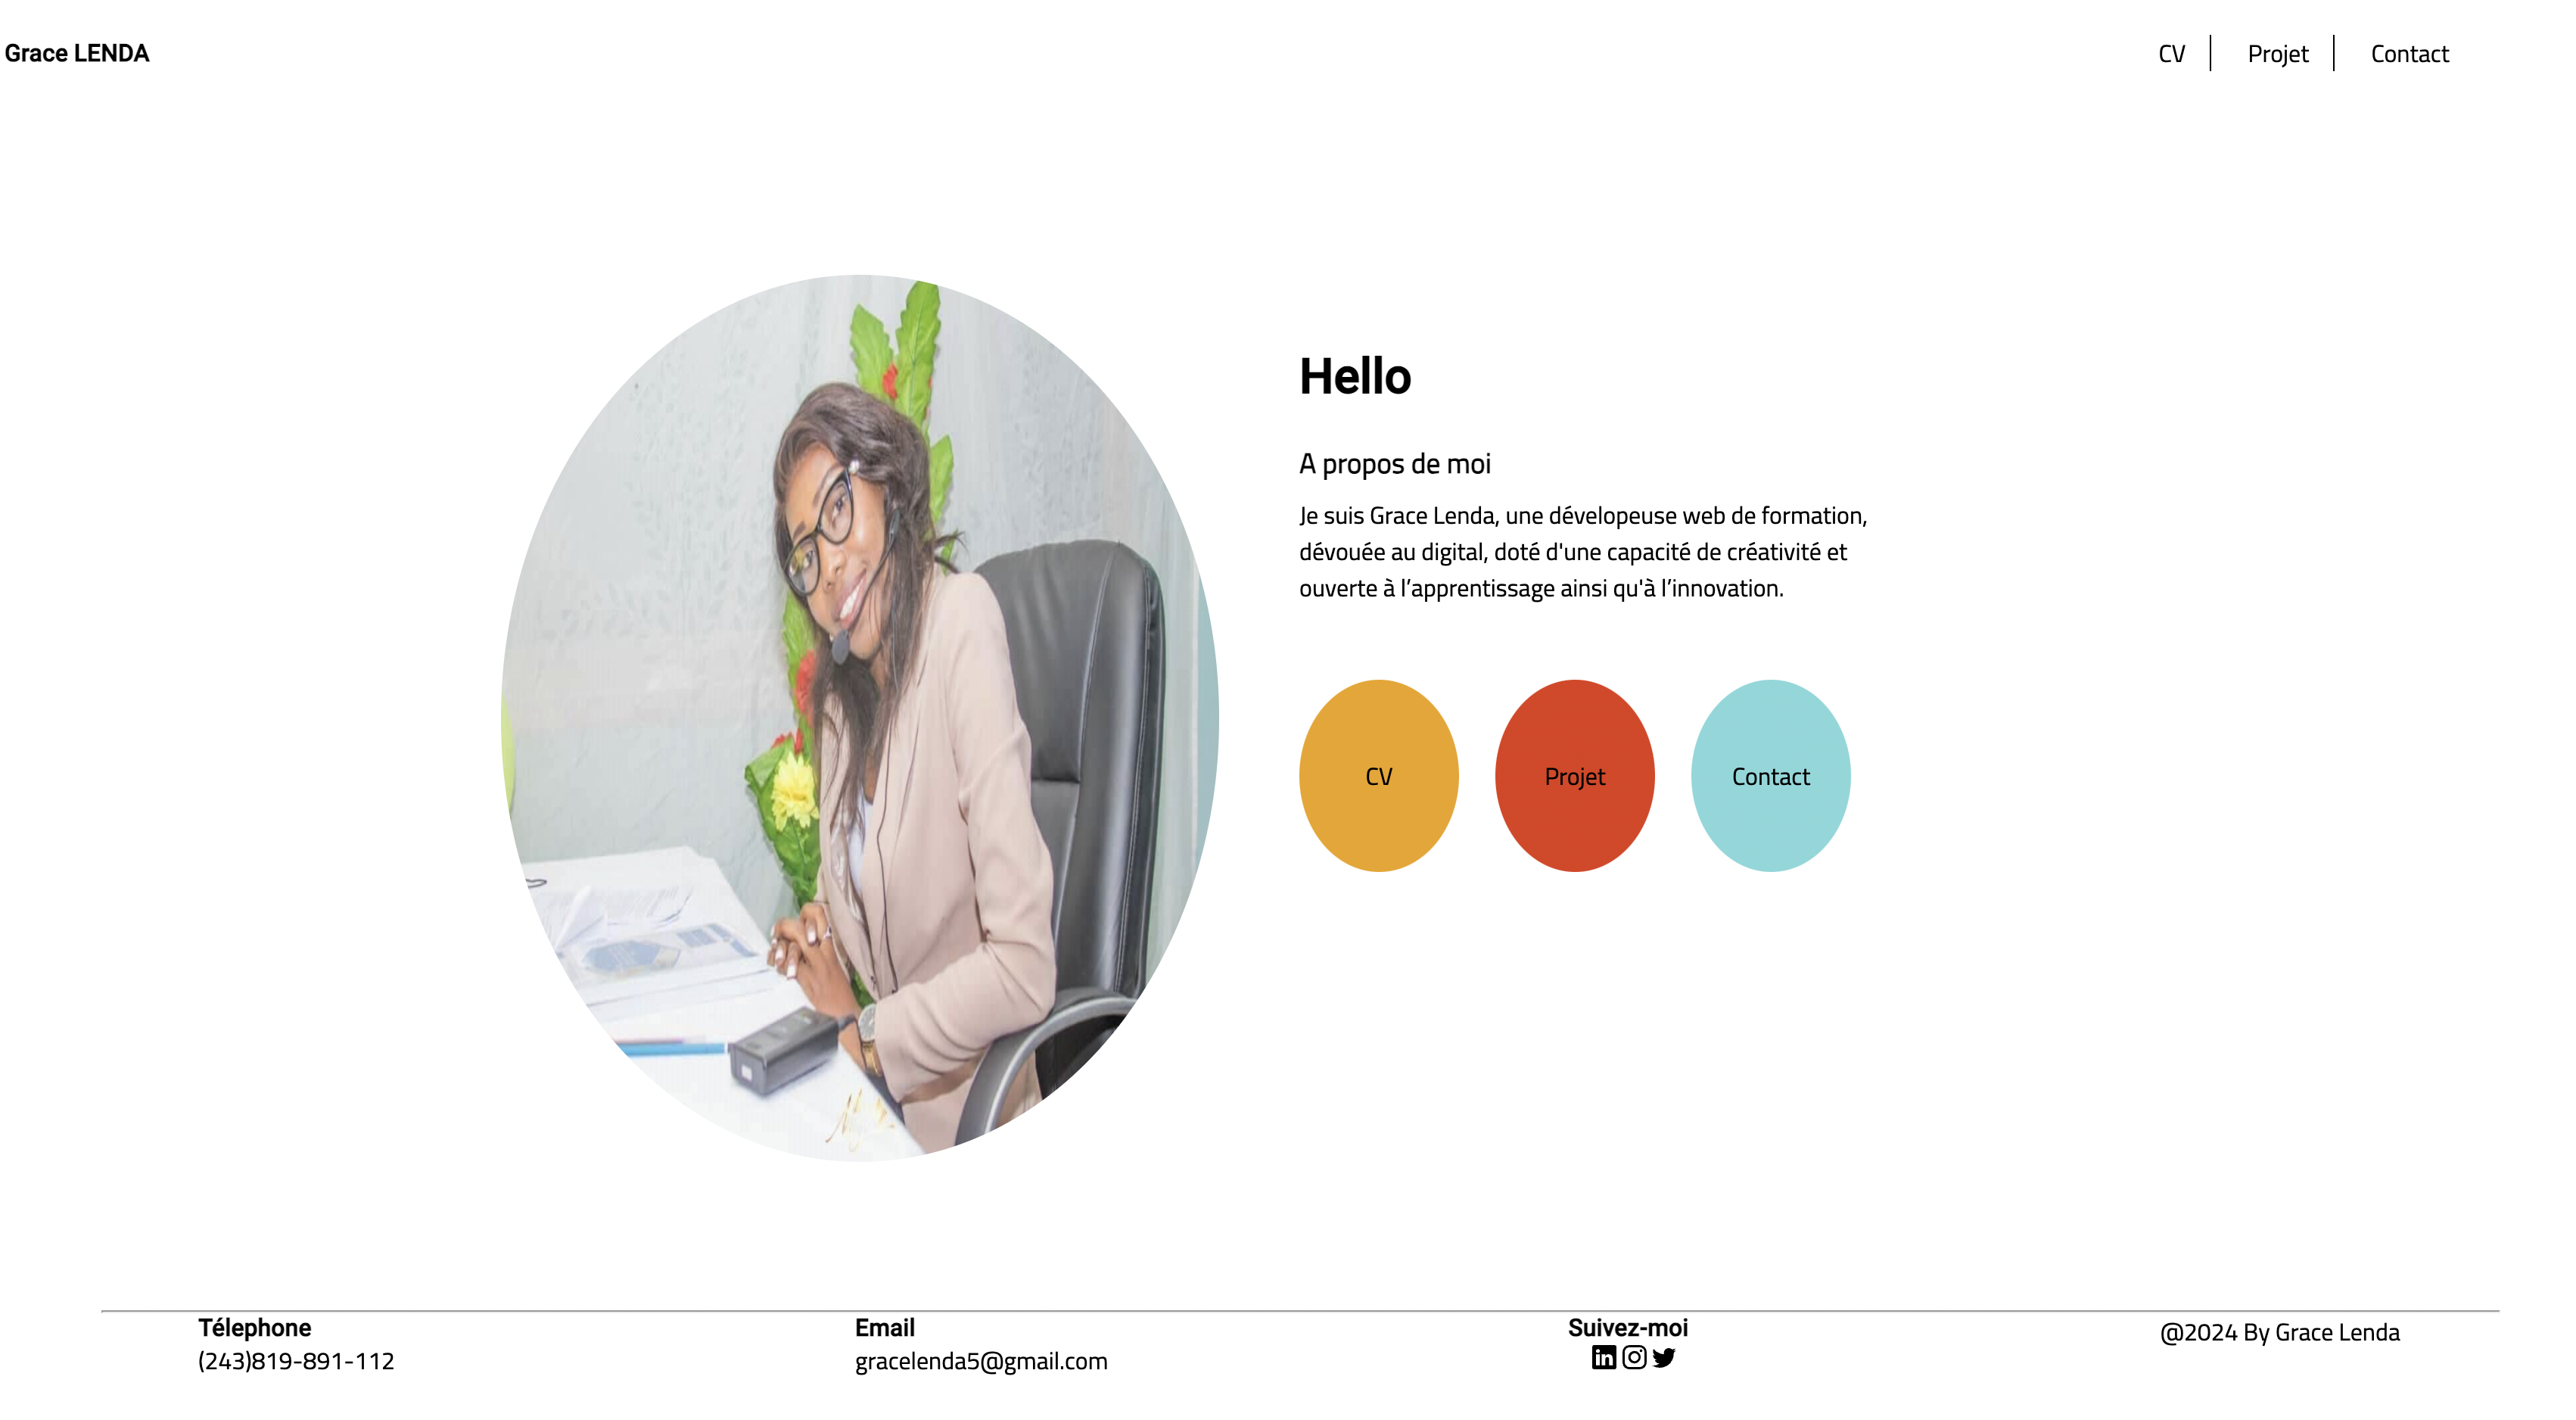 Grace LENDA
CV
Projet
Contact
Hello
A propos de moi
Je suis Grace Lenda, une dévelopeuse web de formation,
dévouée au digital, doté d'une capacité de créativité et
ouverte à l’apprentissage ainsi qu'à l’innovation.
CV
Projet
Contact
Télephone
(243)819-891-112
Email
gracelenda5@gmail.com
Suivez-moi
in
@2024 By Grace Lenda